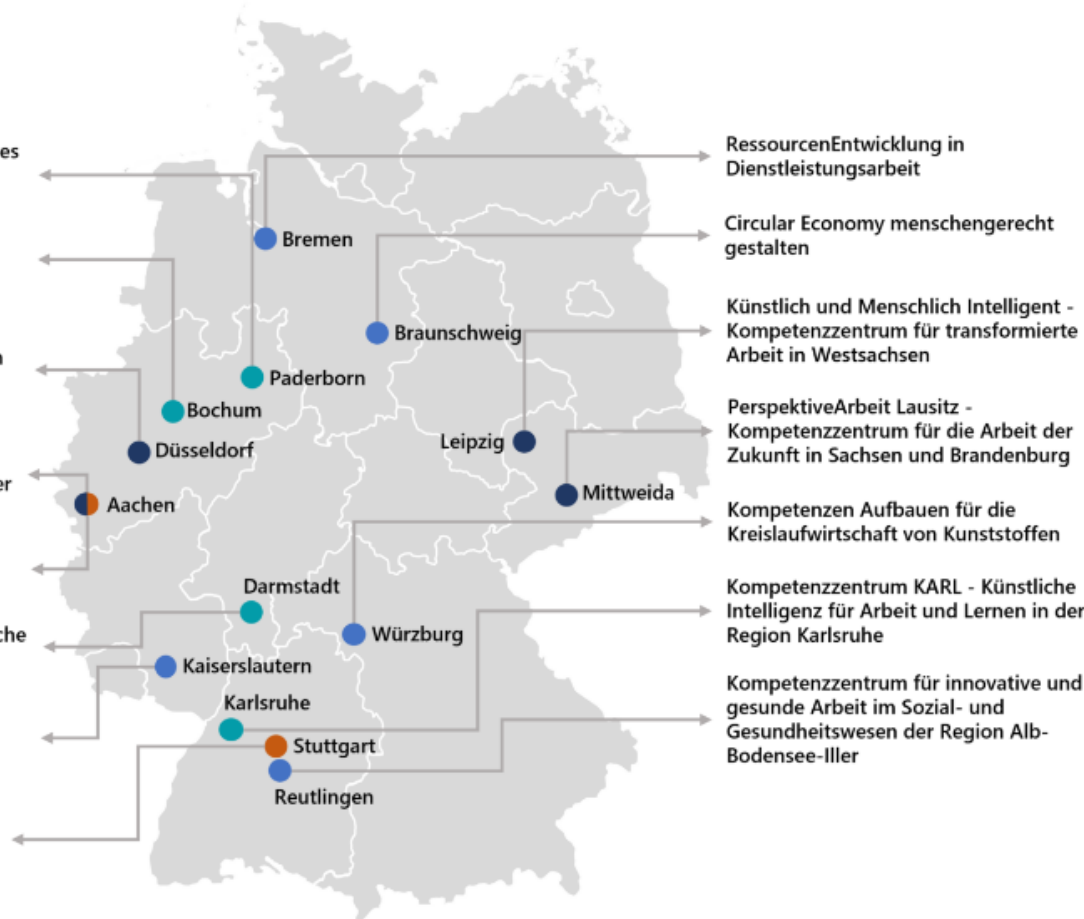 es
RessourcenEntwicklung in
Dienstleistungsarbeit
Circular Economy menschengerecht
gestalten
Bremen
Künstlich und Menschlich Intelligent -
Kompetenzzentrum für transformierte
Arbeit in Westsachsen
Braunschweig
n
Paderborn
Bochum
PerspektiveArbeit Lausitz -
Kompetenzzentrum für die Arbeit der
Zukunft in Sachsen und Brandenburg
Düsseldorf
Leipzig
er
Aachen
Mittweida
Kompetenzen Aufbauen für die
Kreislaufwirtschaft von Kunststoffen
Darmstadt
Kompetenzzentrum KARL - Künstliche
Intelligenz für Arbeit und Lernen in der
Region Karlsruhe
che
Würzburg
Kaiserslautern
Karlsruhe
Kompetenzzentrum für innovative und
gesunde Arbeit im Sozial- und
Gesundheitswesen der Region Alb-
Bodensee-Iller
Stuttgart
Reutlingen